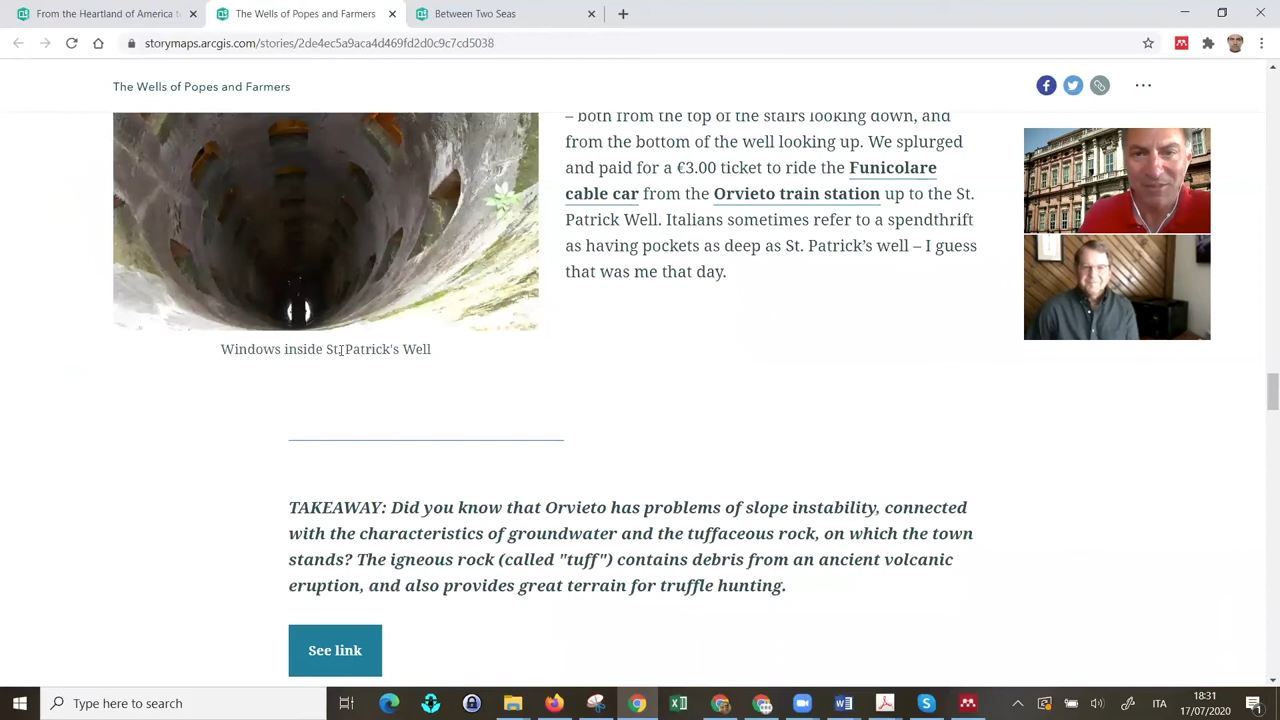 From the Heartland of America t
The Wells of Popes and Farmers
Between Two Seas
storymaps.arcgis.com/stories/2de4ec5a9aca4d469fd2d0c9c7cd5038
The Wells of Popes and Farmers
– both from the top of the stairs looking down, and
from the bottom of the well looking up. We splurged
and paid for a €3.00 ticket to ride the Funicolare
cable car from the Orvieto train station up to the St.
Patrick Well. Italians sometimes refer to a spendthrift
as having pockets as deep as St. Patrick’s well – I guess
that was me that day.
Windows inside St. Patrick's Well
TAKEAWAY: Did you know that Orvieto has problems of slope instability, connected
with the characteristics of groundwater and the tuffaceous rock, on which the town
stands? The igneous rock (called "tuff") contains debris from an ancient volcanic
eruption, and also provides great terrain for truffle hunting.
See link
Type here to search
ITA
18:31
17/07/2020